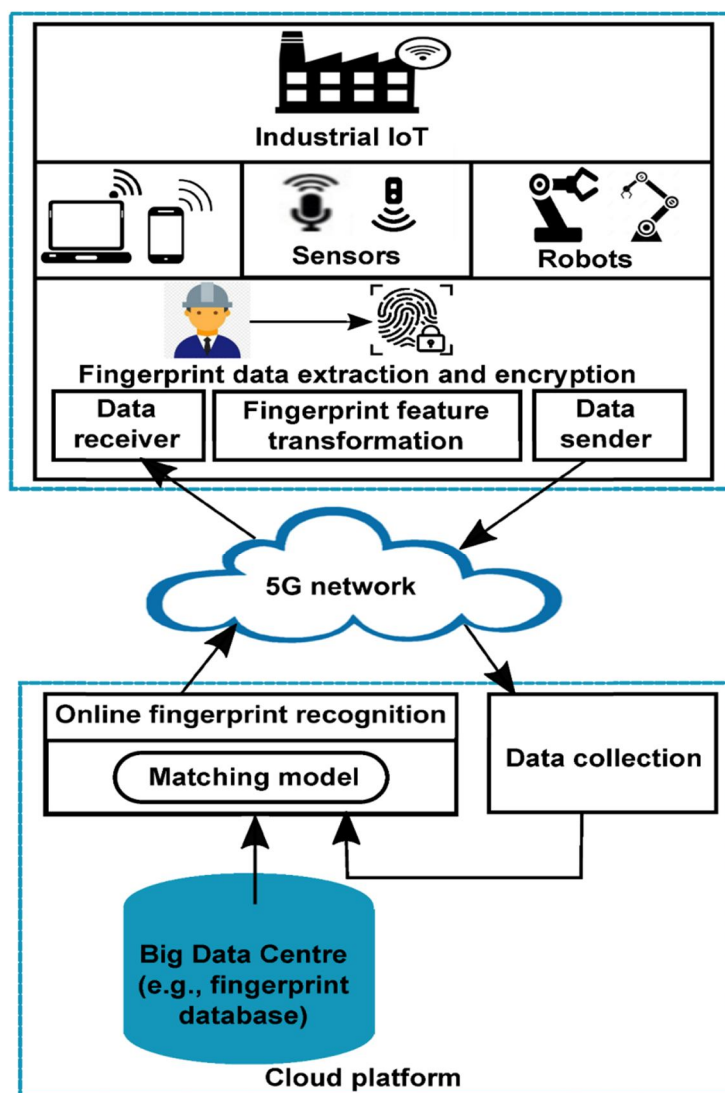 Industrial IoT
Sensors
Robots
Fingerprint data extraction and encryption
Data
receiver
Fingerprint feature
transformation
Data
sender
5G network
Online fingerprint recognition
Matching model
Data collection
Big Data Centre
(e.g., fingerprint
database)
Cloud platform